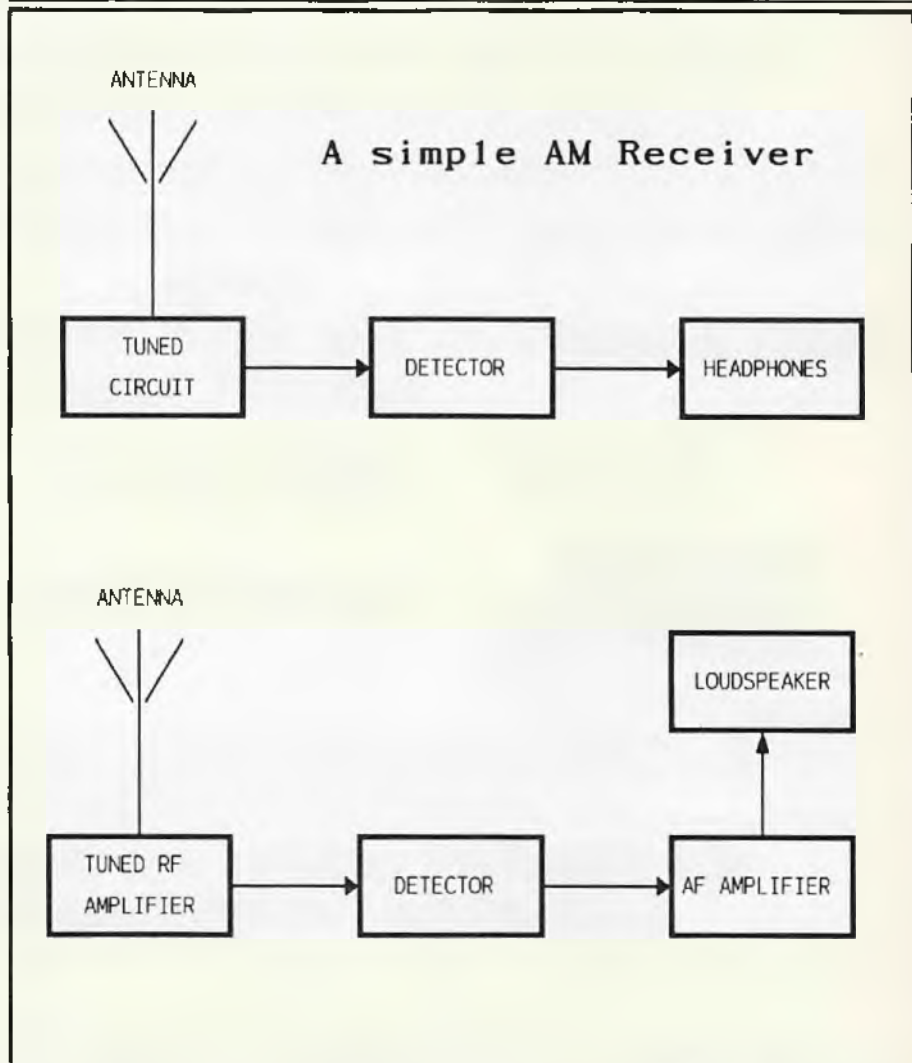 ANTENNA
A simple AM Receiver
TUNED
CIRCUIT
DETECTOR
HEADPHONES
ANTENNA
LOUDSPEAKER
TUNED RF
AMPLIFIER
DETECTOR
AF AMPLIFIER